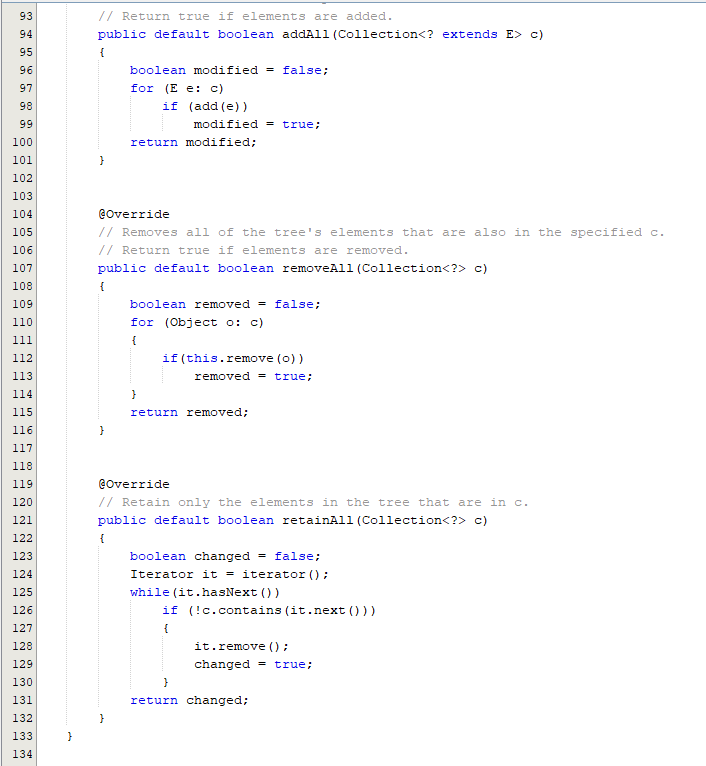 93 // Return true if elements are added.
94 public default boolean addAll(Collection<? extends E> c)
95 {
96 boolean modified = false;
97 for (E e: c)
98 if (add(e))
99 modified = true;
100 return modified;
101 }
102
103
104 @Override
105 // Removes all of the tree's elements that are also in the specified c.
106 // Return true if elements are removed.
107 public default boolean removeAll(Collection<?> c)
108 {
109 boolean removed = false;
110 for (Object o: c)
111 {
112 if(this.remove(o))
113 removed = true;
114 }
115 return removed;
116 }
117
118
119 @Override
120 // Retain only the elements in the tree that are in c.
121 public default boolean retainAll(Collection<?> c)
122 {
123 boolean changed = false;
124 Iterator it = iterator();
125 while(it.hasNext())
126 if (!c.contains(it.next()))
127 {
128 it.remove();
129 changed = true;
130 }
131 return changed;
132 }
133 }
134